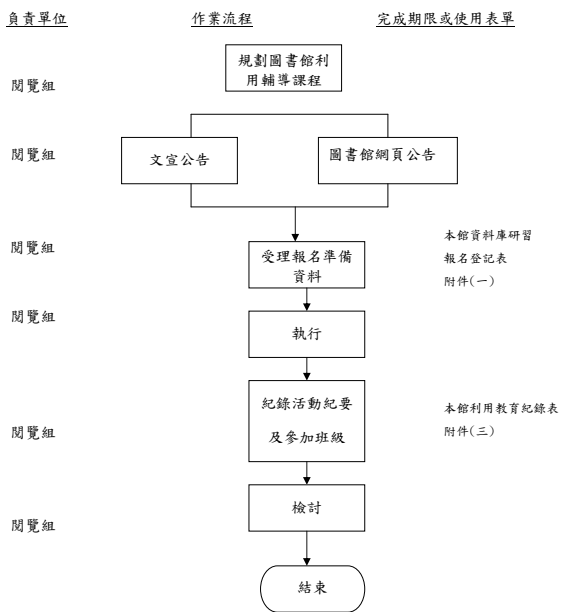 負責單位 作業流程 完成期限或使用表單
規劃圖書館利
用輔導課程
閱覽組
閱覽組 文宣公告 圖書館網頁公告
閱覽組
受理報名準備
資料
本館資料庫研習
報名登記表
附件(一)
閱覽組
執行
紀錄活動紀要
及參加班級
本館利用教育紀錄表
附件(三)
閱覽組
檢討
閱覽組
結束